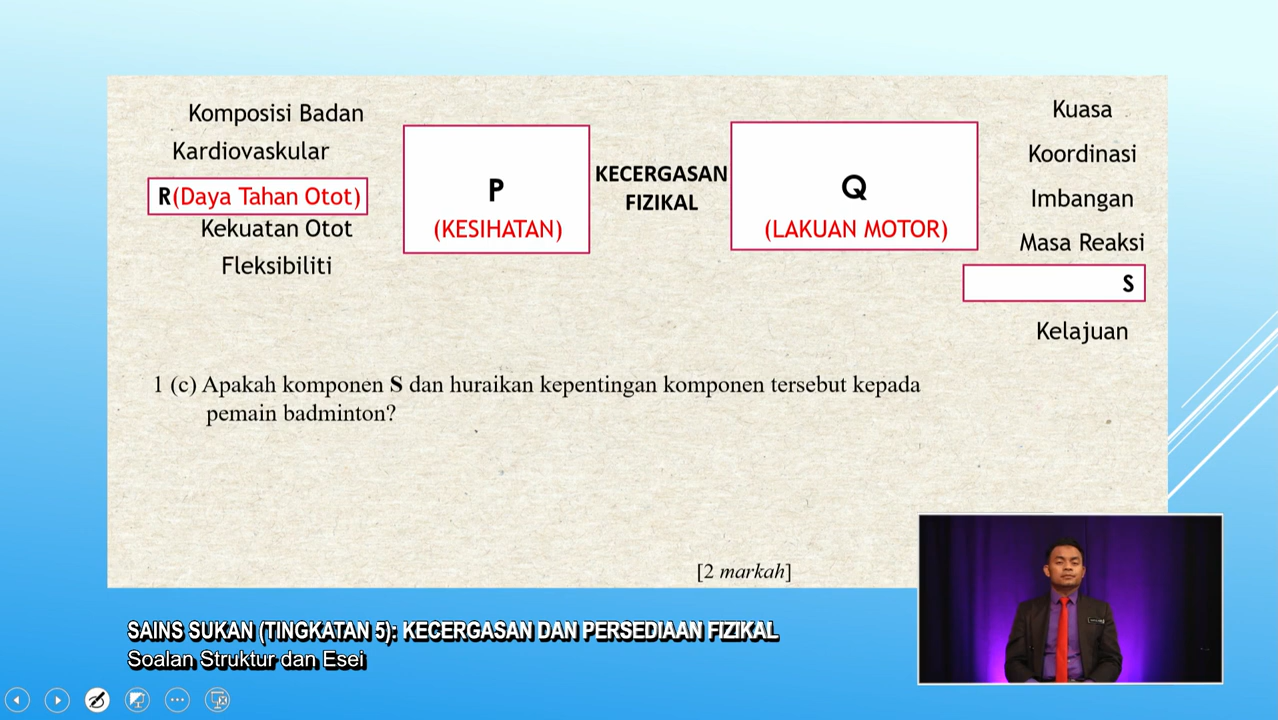 Komposisi Badan
Kardiovaskular
R(Daya Tahan Otot)
Kekuatan Otot
Fleksibiliti
P
(KESIHATAN)
KECERGASAN
FIZIKAL
Q
(LAKUAN MOTOR)
Kuasa
Koordinasi
Imbangan
Masa Reaksi
S
Kelajuan
1 (c) Apakah komponen S dan huraikan kepentingan komponen tersebut kepada
pemain badminton?
[2 markah]
SAINS SUKAN (TINGKATAN 5): KECERGASAN DAN PERSEDIAAN FIZIKAL
Soalan Struktur dan Esei